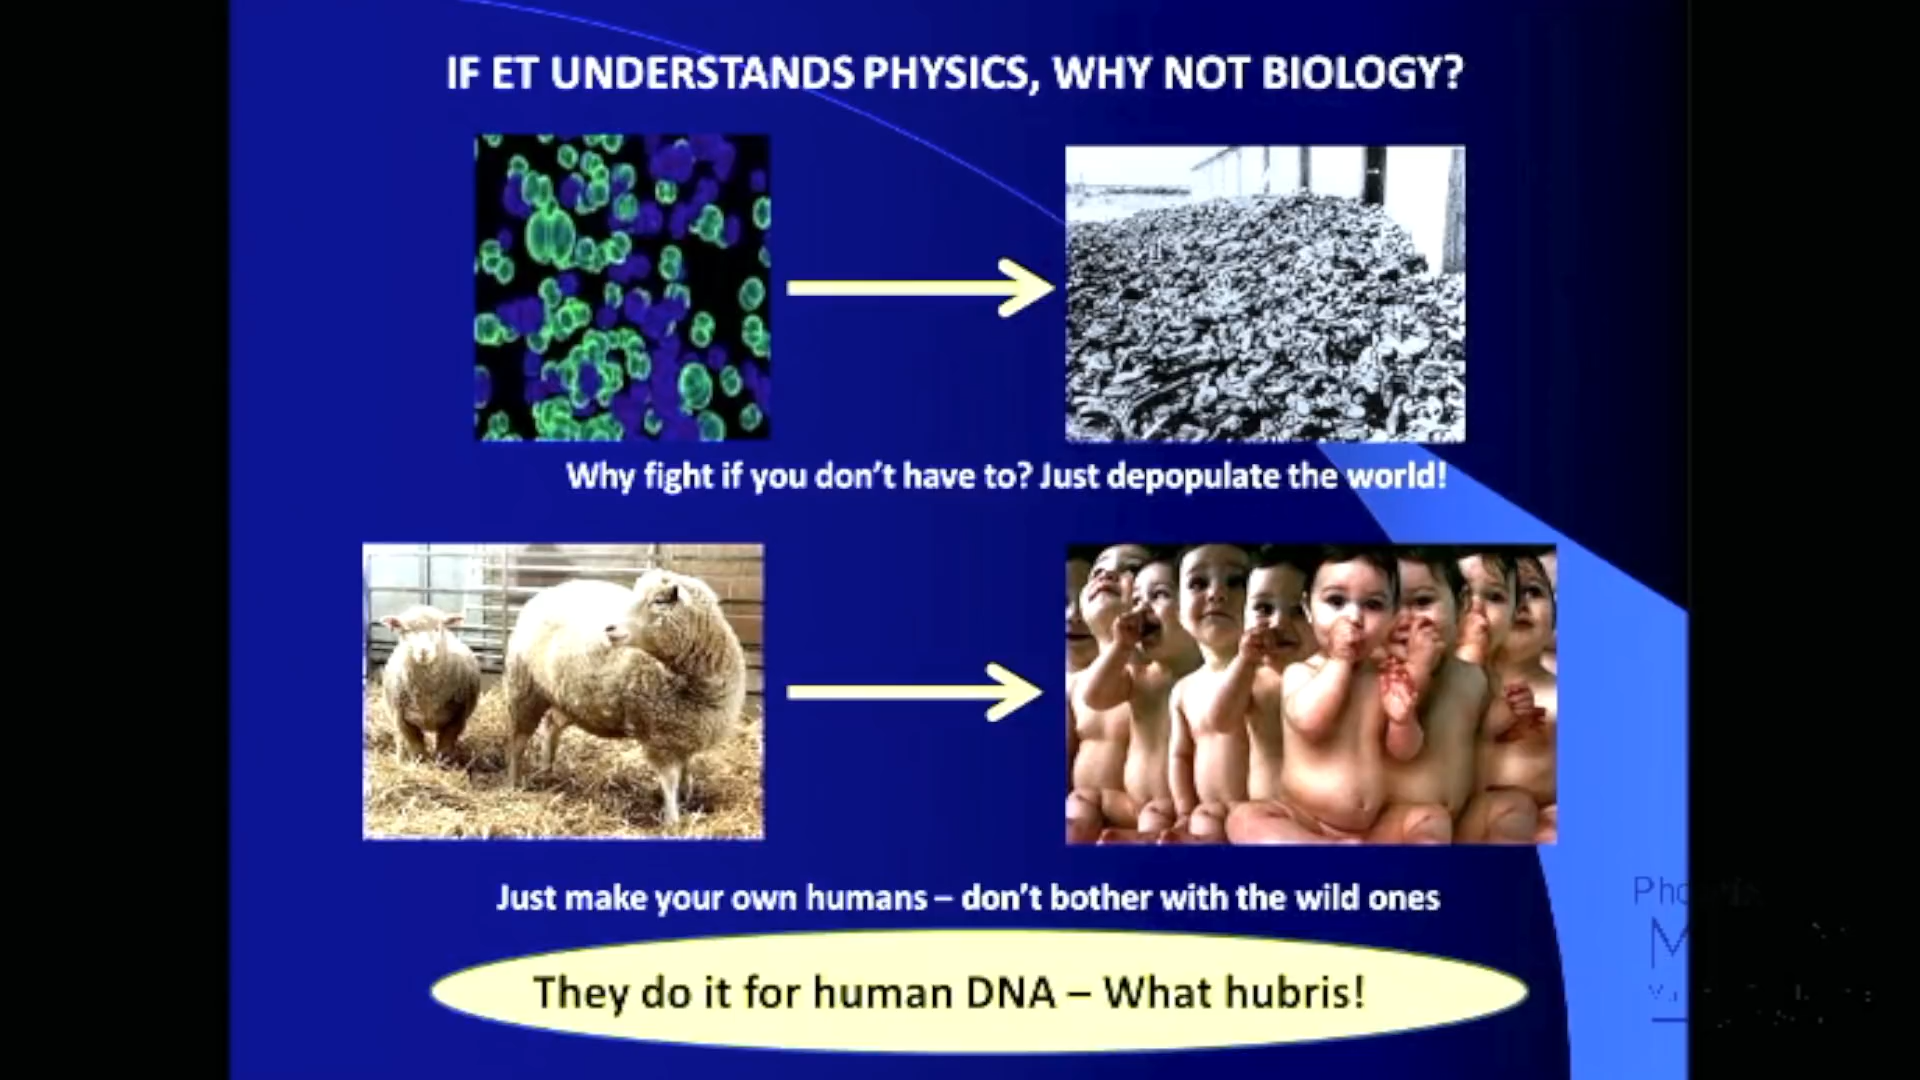 IF ET UNDERSTANDS PHYSICS, WHY NOT BIOLOGY?
Why fight if you don't have to? Just depopulate the world!
Just make your own humans – don't bother with the wild ones
They do it for human DNA – What hubris!